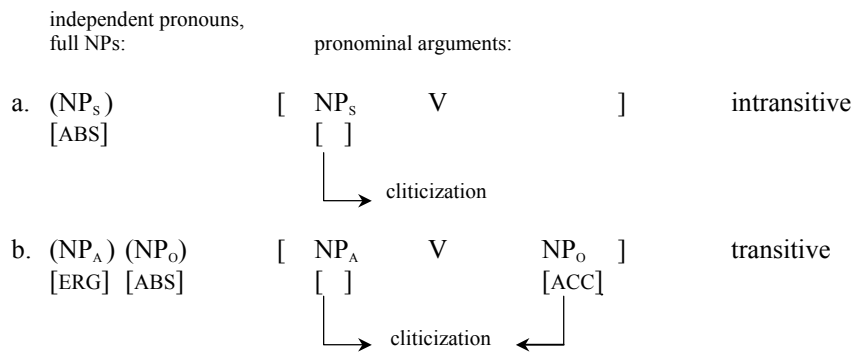 independent pronouns,
full NPs: pronominal arguments:
a. (NPS) [ NPS V ] intransitive
[ABS] [ ]
cliticization
b. (NPA) (NPO) [ NPA V NPO ] transitive
[ERG] [ABS] [ ] [ACC]
cliticization